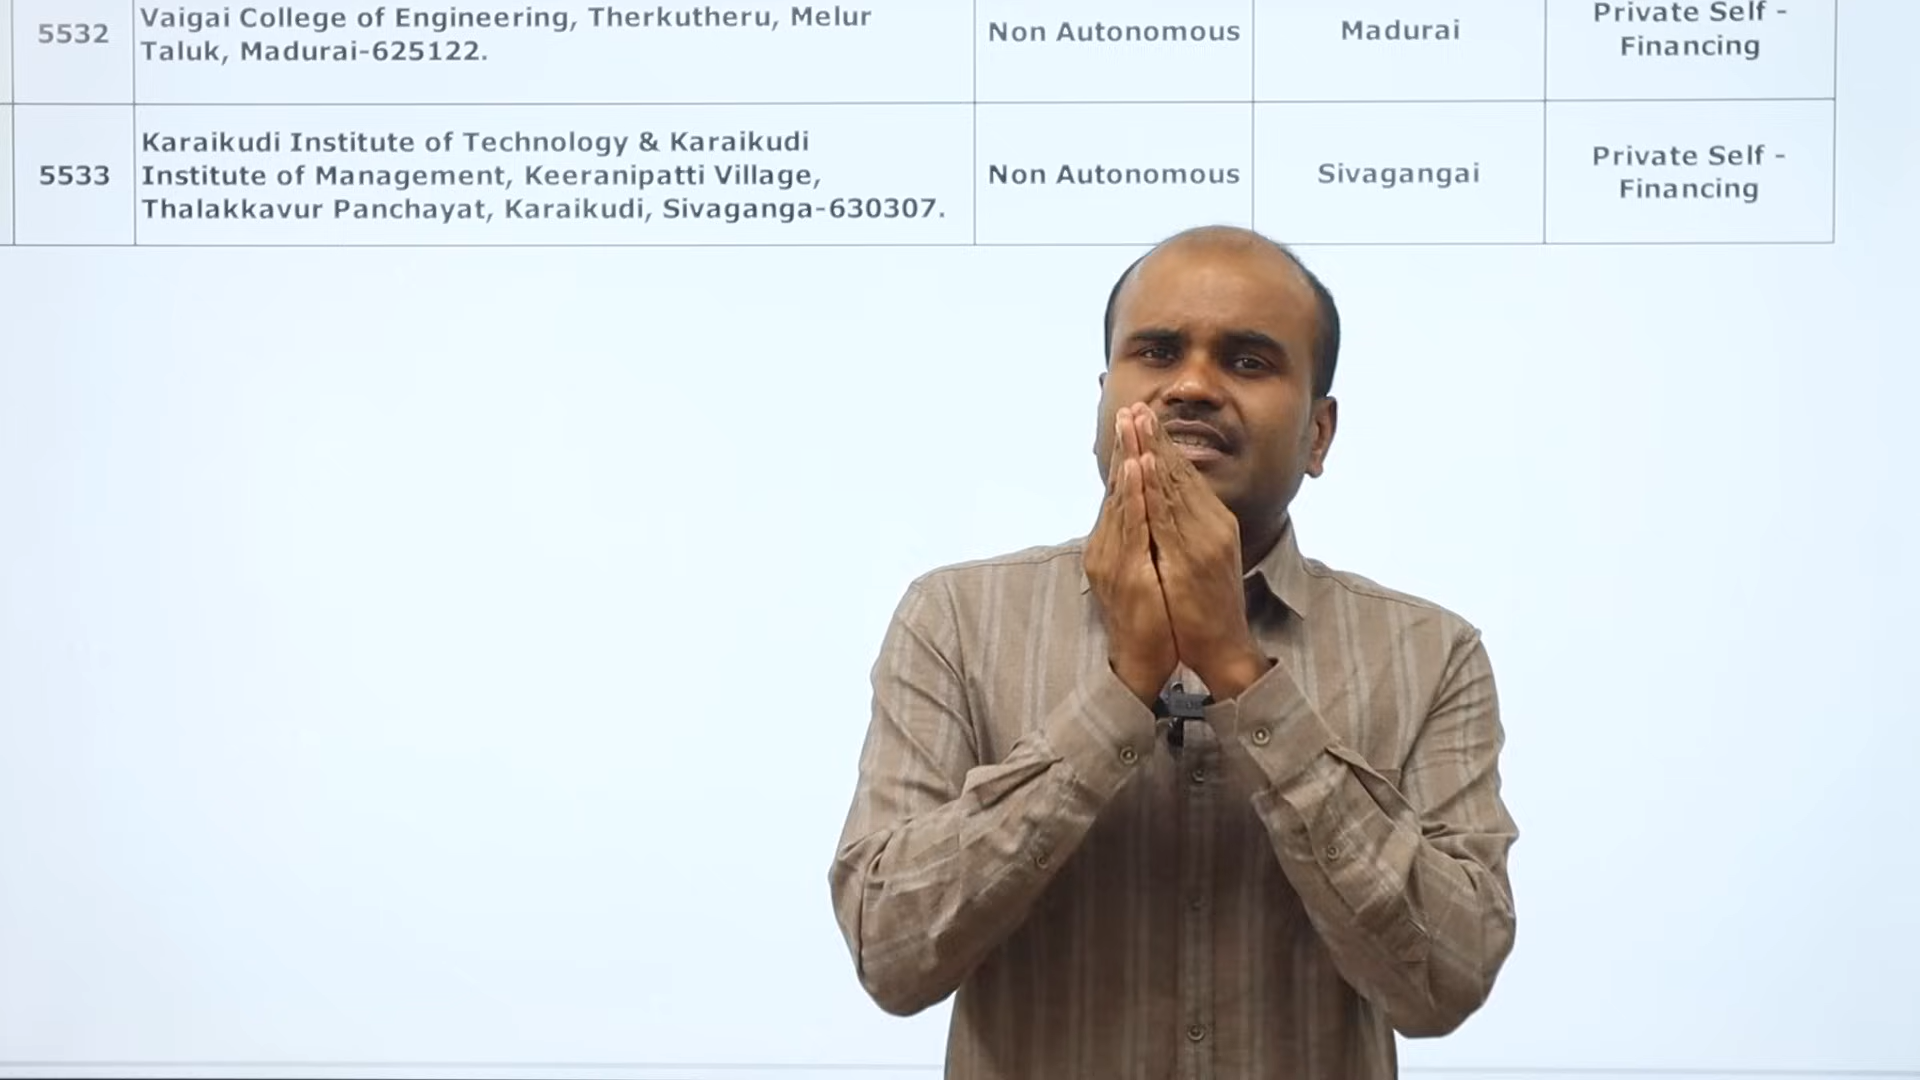 5532
Vaigai College of Engineering, Therkutheru, Melur
Taluk, Madurai-625122.
Non Autonomous
Madurai
Private Self -
Financing
5533
Karaikudi Institute of Technology & Karaikudi
Institute of Management, Keeranipatti Village,
Thalakkavur Panchayat, Karaikudi, Sivaganga-630307.
Non Autonomous
Sivagangai
Private Self -
Financing